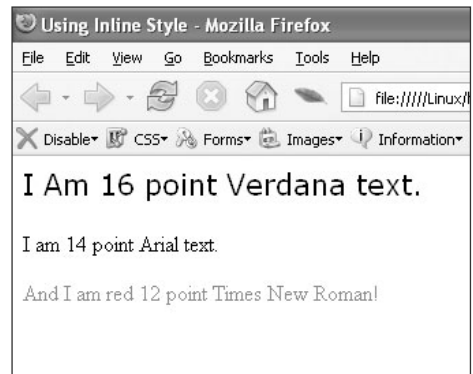 Using Inline Style - Mozilla Firefox
File Edit View Go Bookmarks Tools Help
file://///Linux/
Disable CSS Forms Images Information
I Am 16 point Verdana text.
I am 14 point Arial text.
And I am red 12 point Times New Roman!